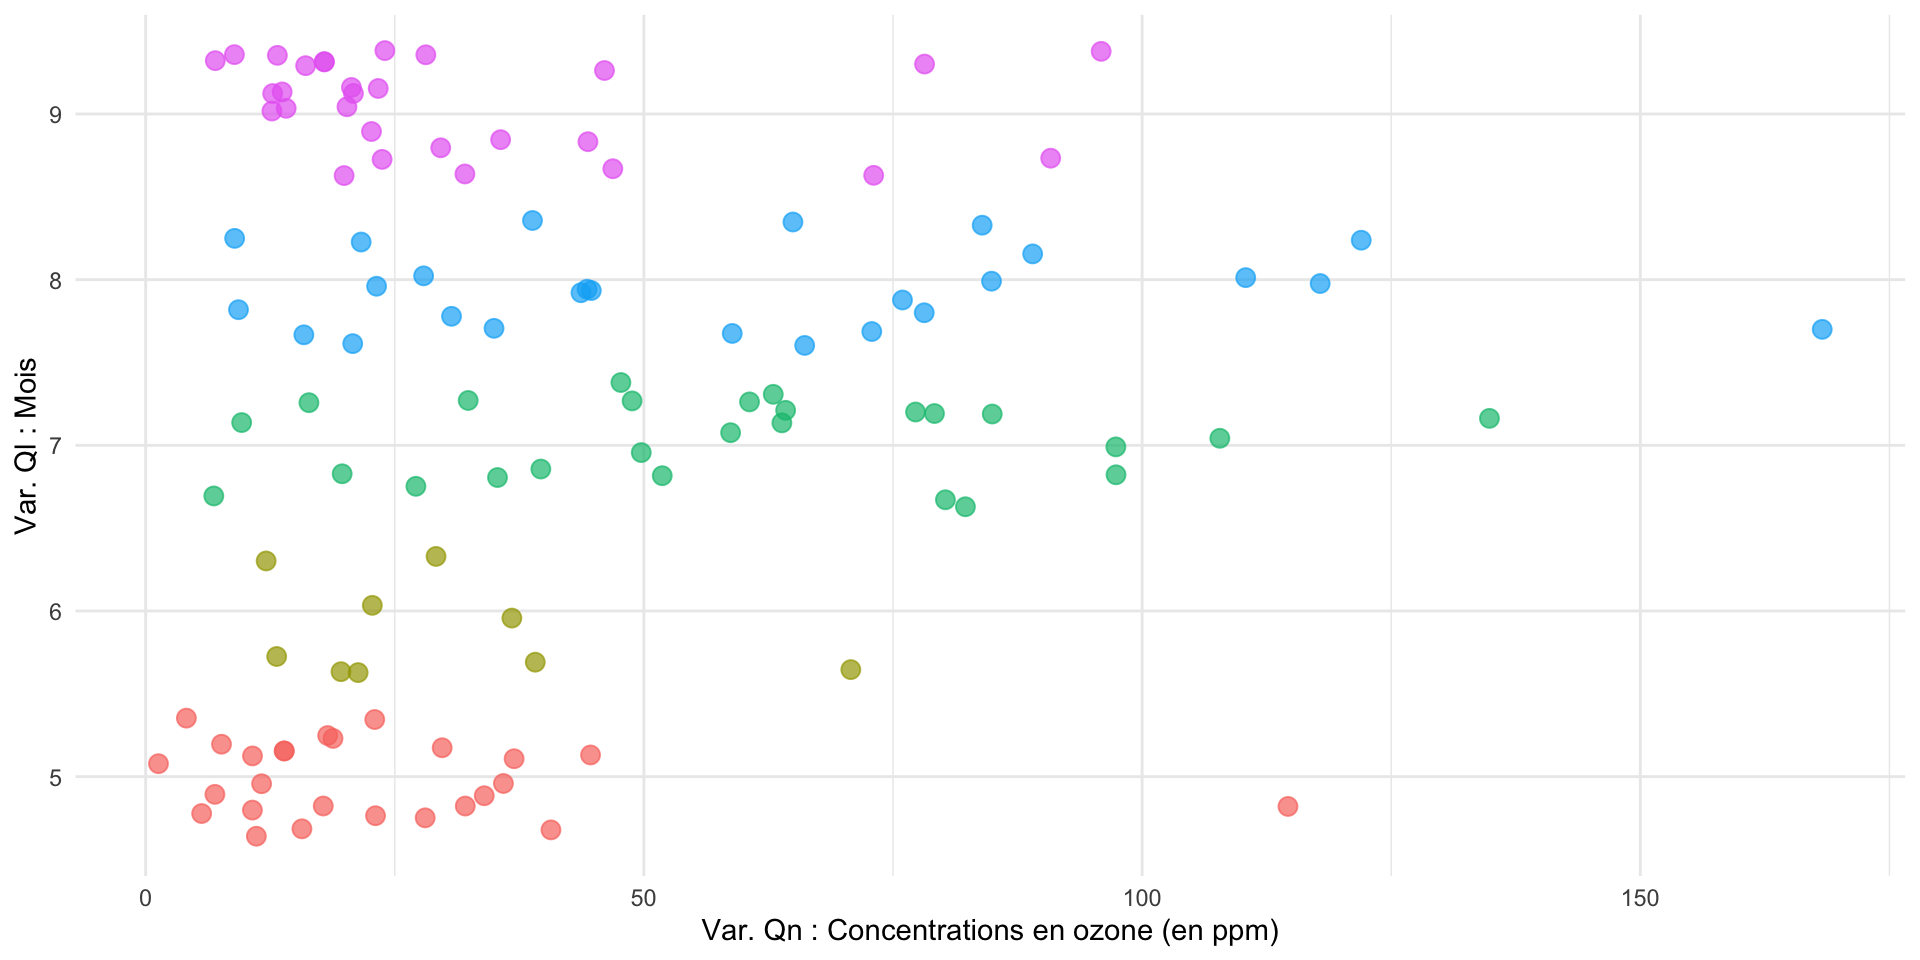 9
8
7
6
5
Var. Ql : Mois
0 50 100 150
Var. Qn : Concentrations en ozone (en ppm)